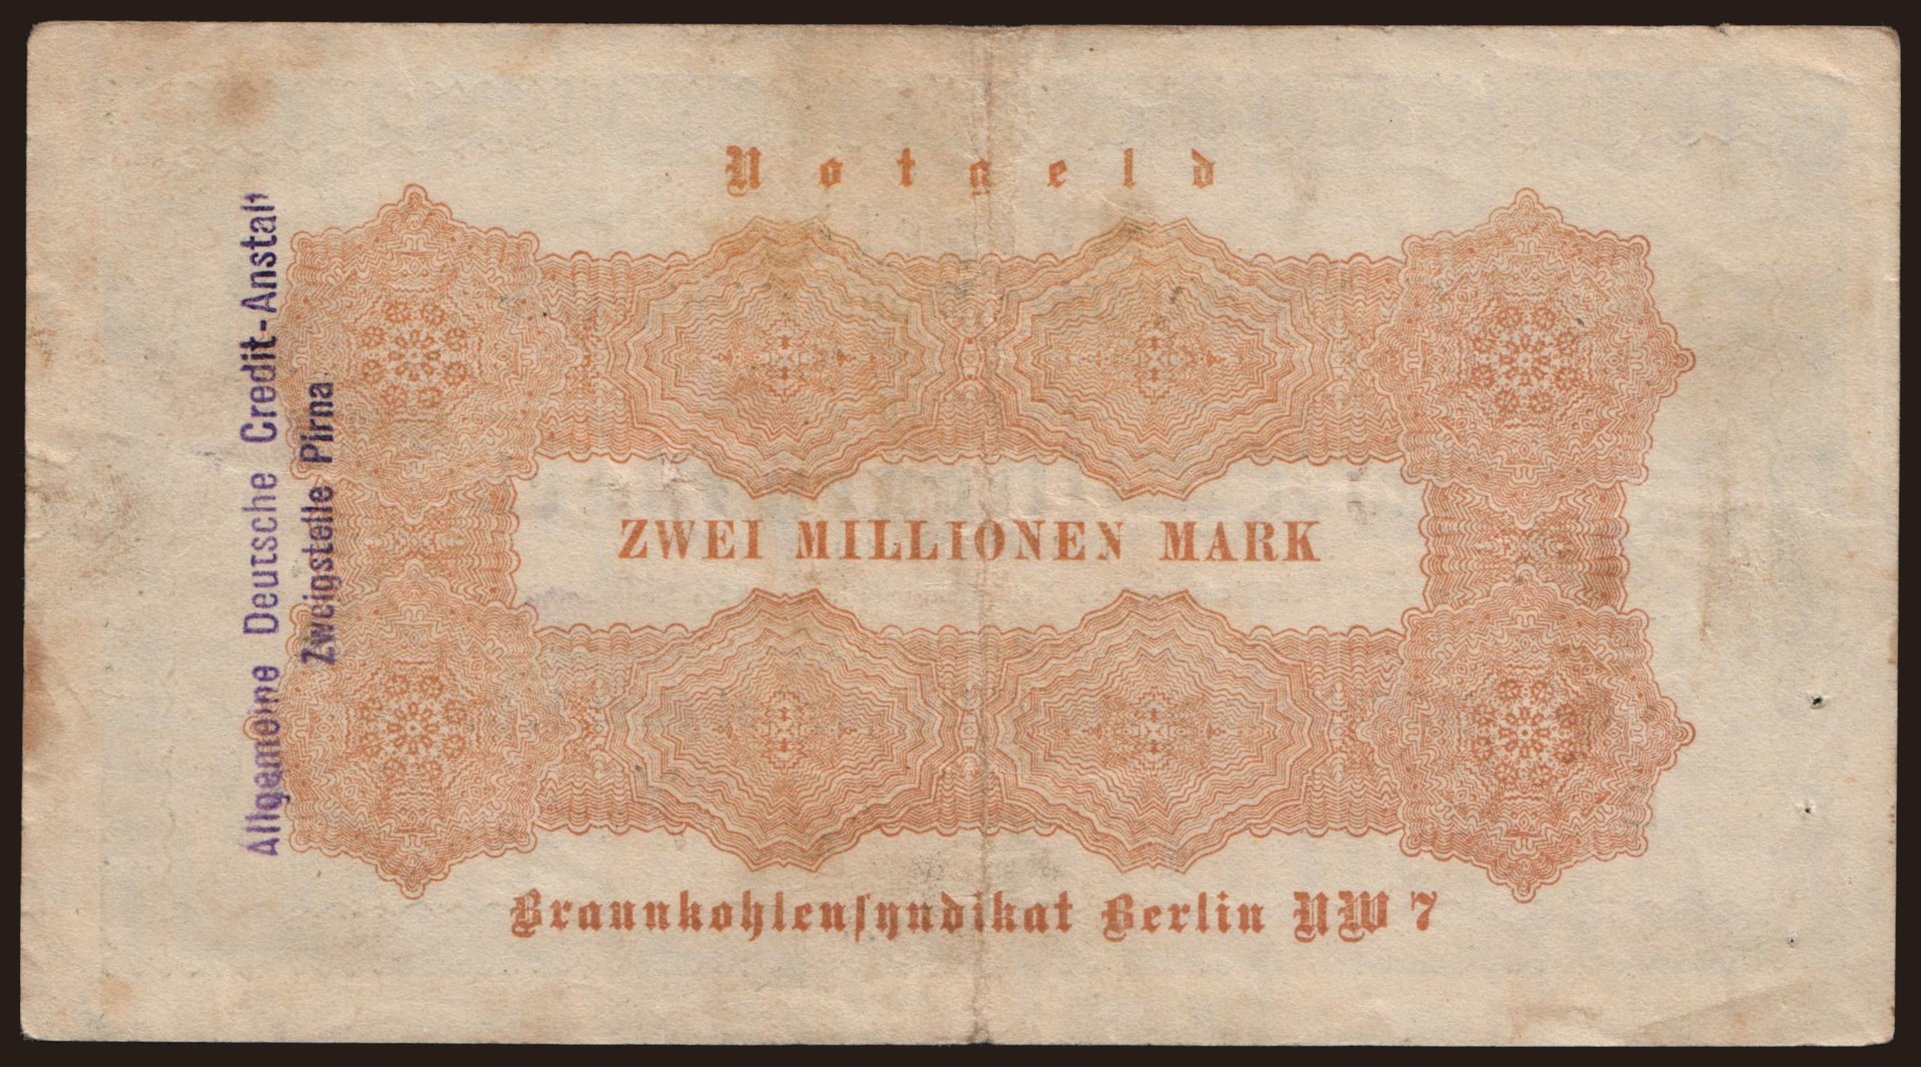 Notgeld
ZWEI MILLIONEN MARK
Braunkohlensyndikat Berlin NW 7
Allgemeine Deutsche Credit-Anstalt
Zweigstelle Pirna